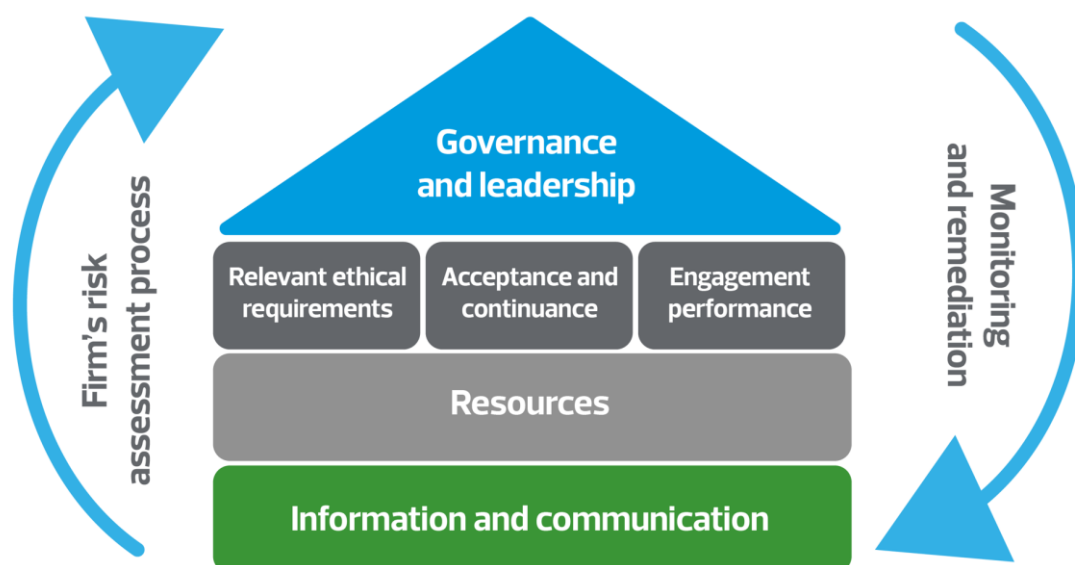 Governance
and leadership
Relevant ethical
requirements
Acceptance and
continuance
Engagement
performance
Resources
Information and communication
Firm's risk
assessment process
Monitoring
and remediation